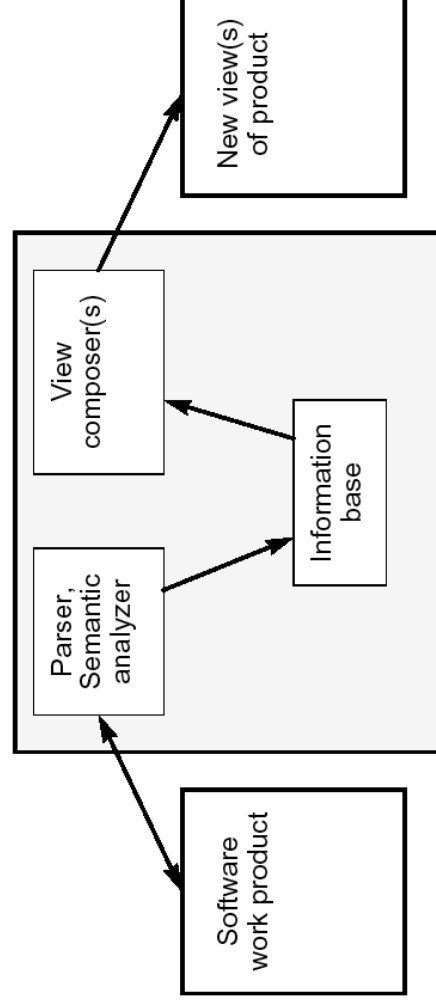 Software
work product
Parser,
Semantic
analyzer
Information
base
View
composer(s)
New view(s)
of product